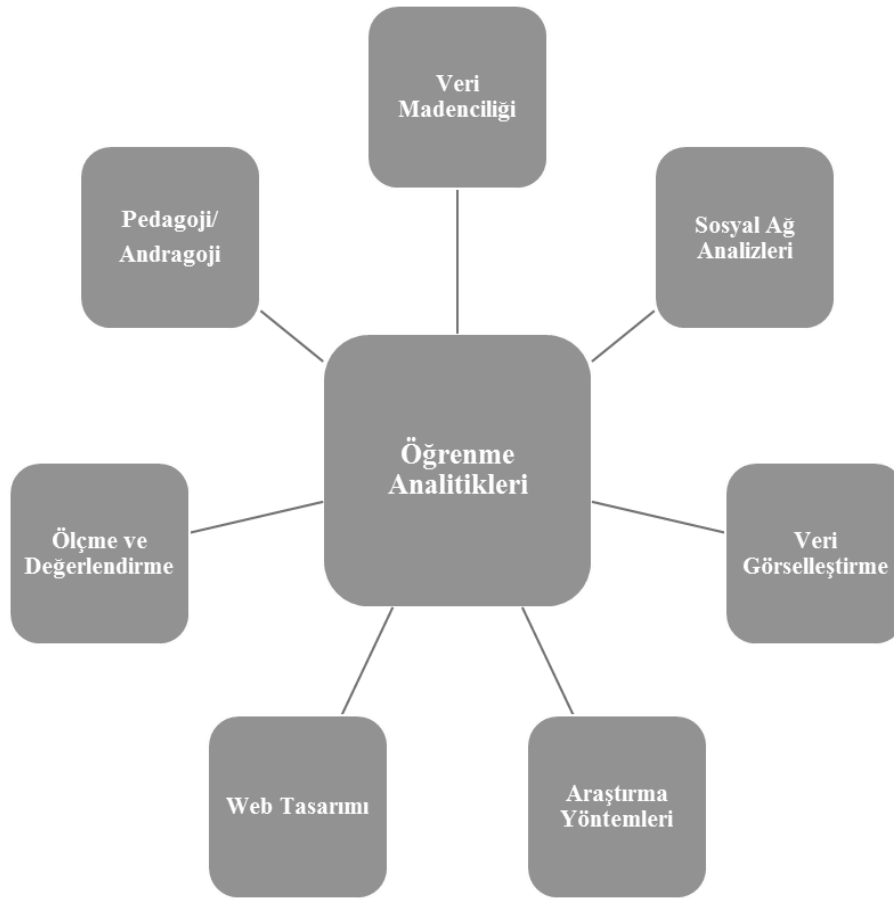 Veri
Madenciliği
Pedagoji/
Andragoji
Sosyal Ağ
Analizleri
Öğrenme
Analitikleri
Ölçme ve
Değerlendirme
Veri
Görselleştirme
Web Tasarımı
Araştırma
Yöntemleri